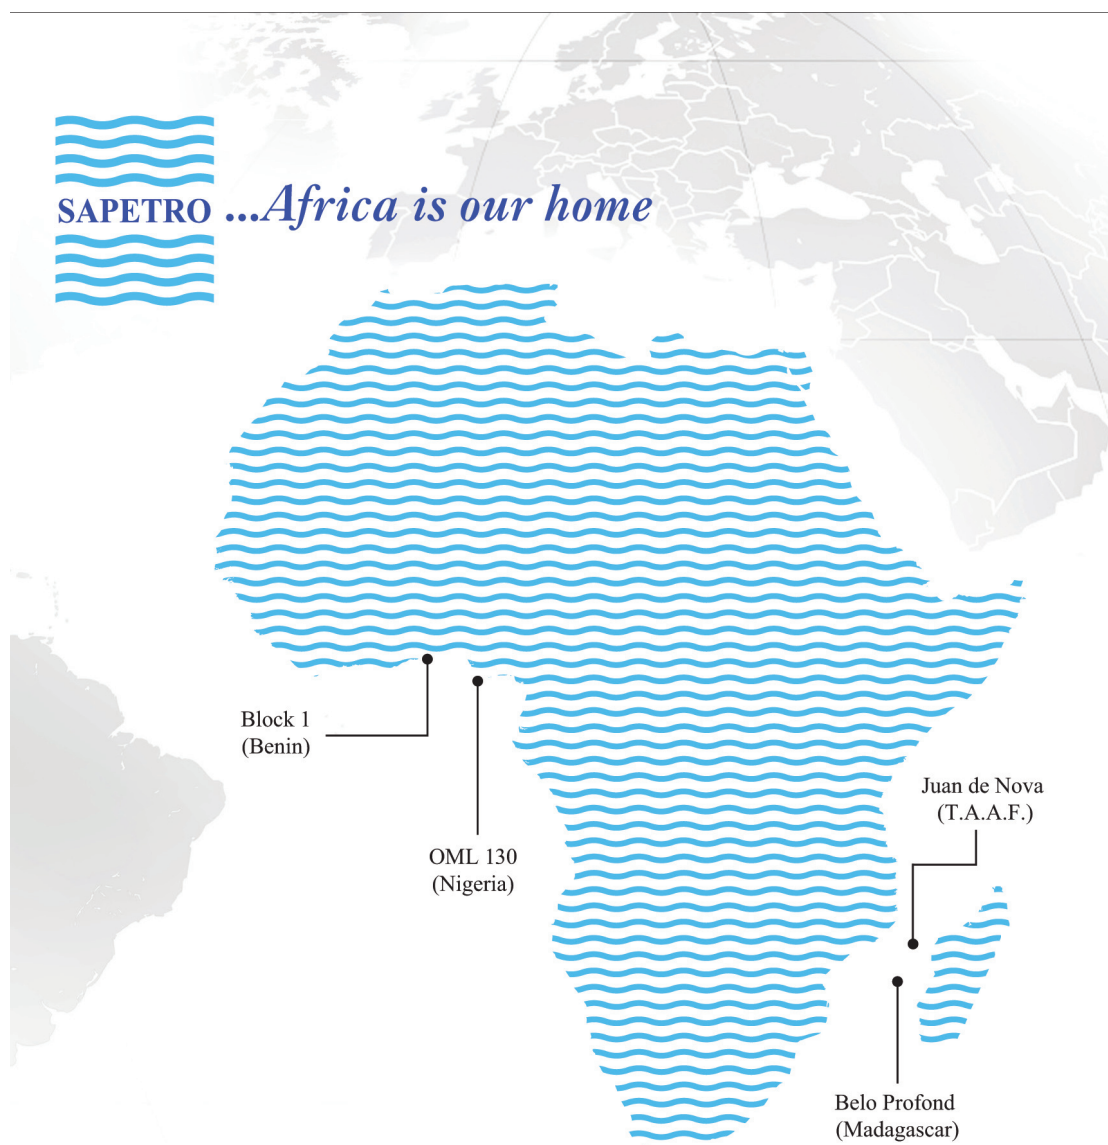 SAPETRO ...Africa is our home
Block 1
(Benin)
OML 130
(Nigeria)
Juan de Nova
(T.A.A.F.)
Belo Profond
(Madagascar)